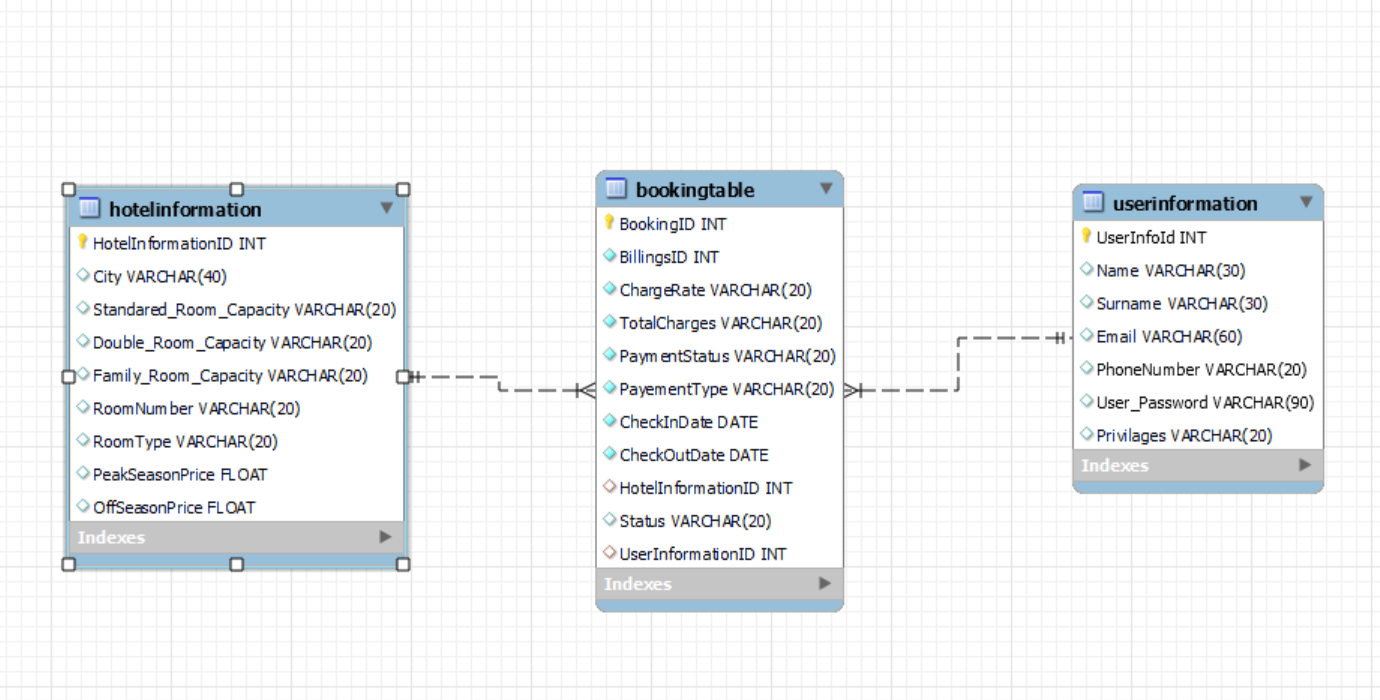 hotelinformation
HotelInformationID INT
City VARCHAR(40)
Standared_Room_Capacity VARCHAR(20)
Double_Room_Capacity VARCHAR(20)
Family_Room_Capacity VARCHAR(20)
RoomNumber VARCHAR(20)
RoomType VARCHAR(20)
PeakSeasonPrice FLOAT
OffSeasonPrice FLOAT
Indexes
bookingtable
BookingID INT
BillingsID INT
ChargeRate VARCHAR(20)
TotalCharges VARCHAR(20)
PaymentStatus VARCHAR(20)
PayementType VARCHAR(20)
CheckInDate DATE
CheckOutDate DATE
HotelInformationID INT
Status VARCHAR(20)
UserInformationID INT
Indexes
userinformation
UserInfoId INT
Name VARCHAR(30)
Surname VARCHAR(30)
Email VARCHAR(60)
PhoneNumber VARCHAR(20)
User_Password VARCHAR(90)
Privilages VARCHAR(20)
Indexes